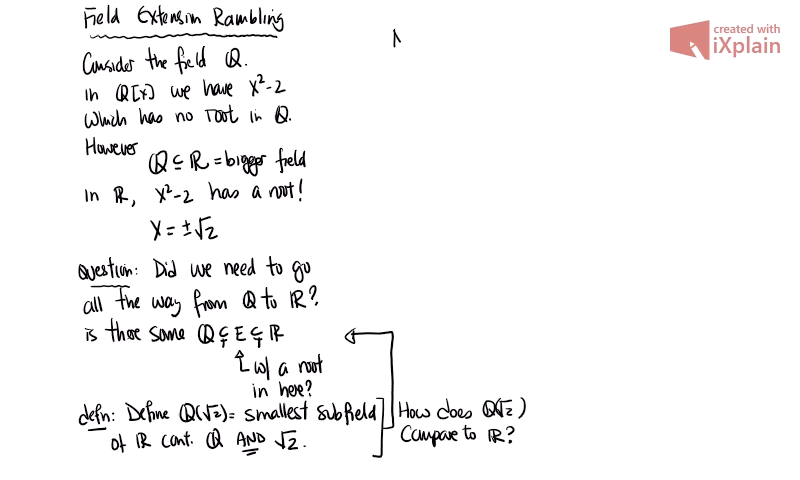 Field Extension Rambling
Consider the field ℚ.
in ℚ[x] we have x²-2
which has no root in ℚ.
However
ℚ ⊆ ℝ = bigger field
in ℝ, x²-2 has a root!
x = ±√2
Question: Did we need to go
all the way from ℚ to ℝ?
is there some ℚ ⊊ E ⊊ ℝ
w/ a root
in here?
defn: Define ℚ(√2) = smallest subfield
of ℝ cont. ℚ AND √2.
How does ℚ(√2)
compare to ℝ?
created with
iXplain